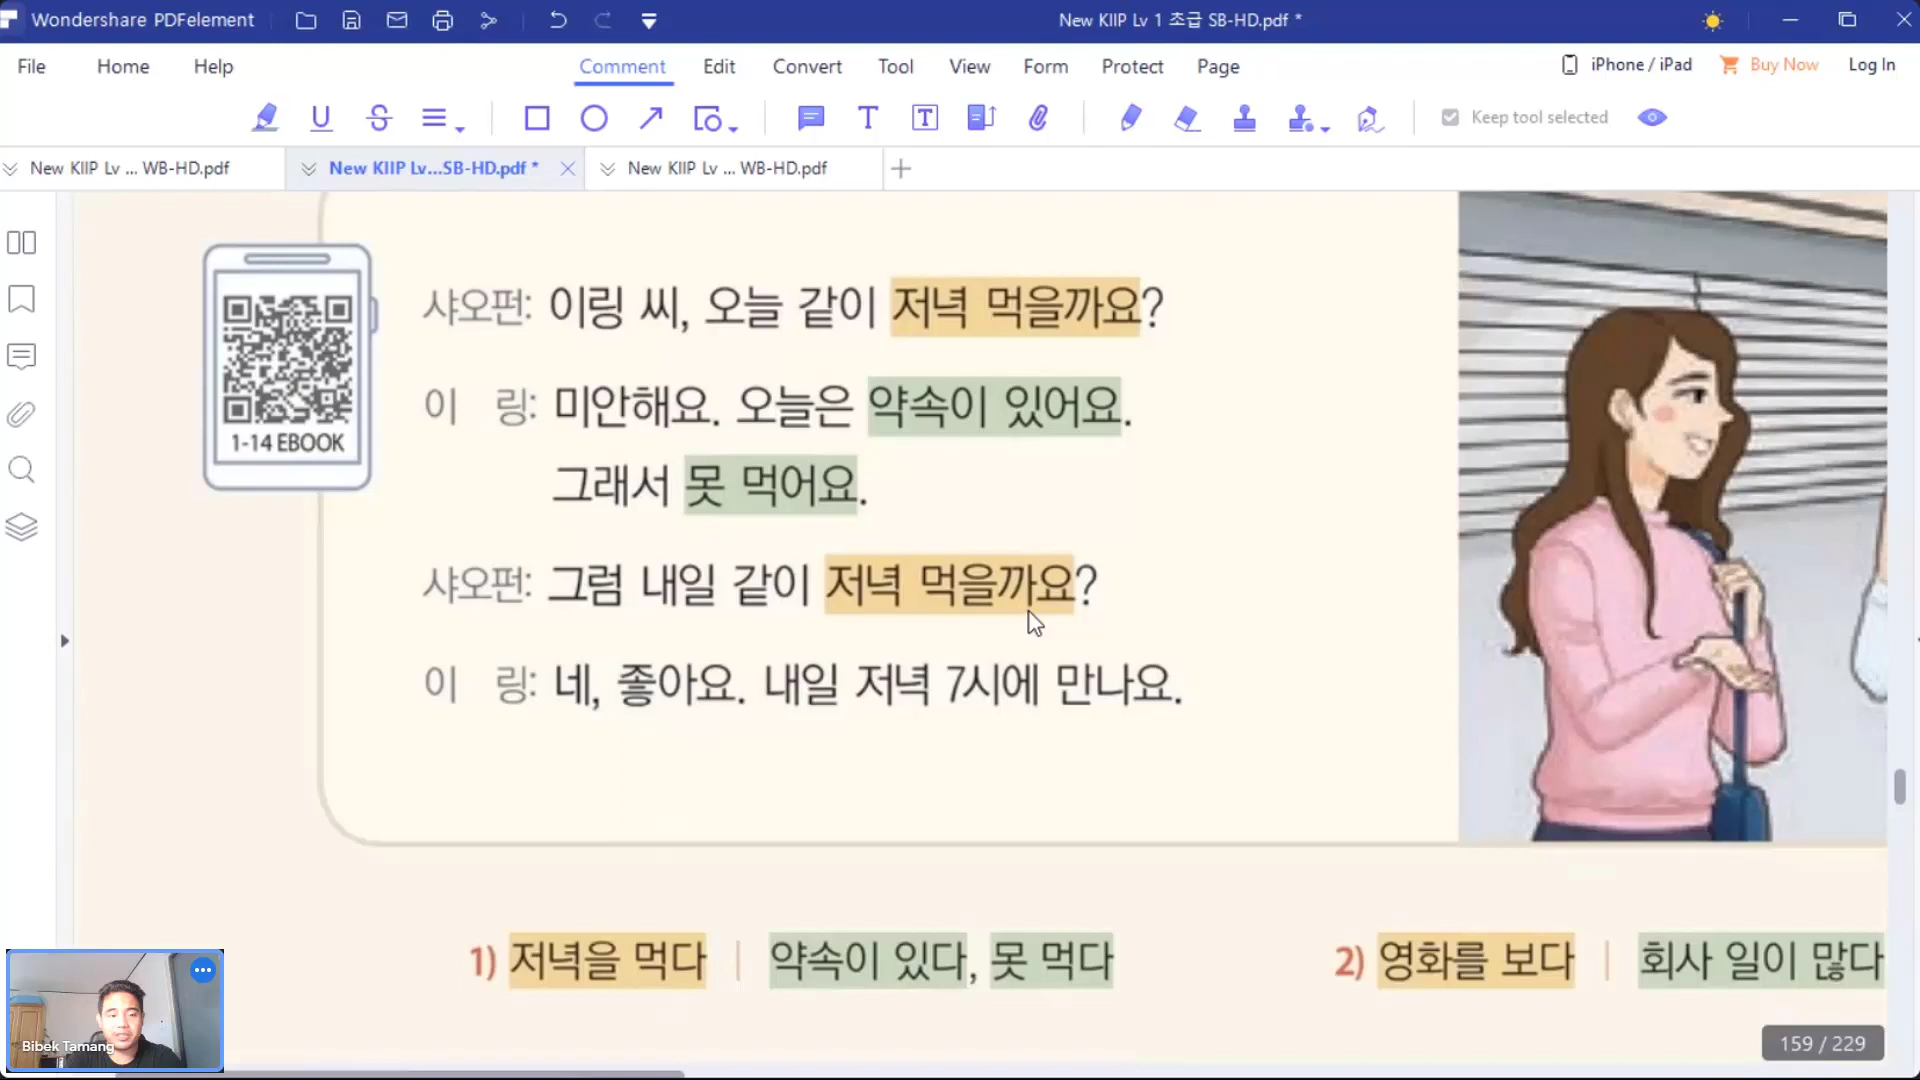 Wondershare PDFelement
New KIIP Lv 1 초급 SB-HD.pdf *
File Home Help Comment Edit Convert Tool View Form Protect Page iPhone / iPad Buy Now Log In
Keep tool selected
New KIIP Lv ... WB-HD.pdf New KIIP Lv...SB-HD.pdf * New KIIP Lv ... WB-HD.pdf
1-14 EBOOK
샤오펀: 이링 씨, 오늘 같이 저녁 먹을까요?
이 링: 미안해요. 오늘은 약속이 있어요.
그래서 못 먹어요.
샤오펀: 그럼 내일 같이 저녁 먹을까요?
이 링: 네, 좋아요. 내일 저녁 7시에 만나요.
1) 저녁을 먹다 | 약속이 있다, 못 먹다
2) 영화를 보다 | 회사 일이 많다
Bibek Tamang
159 / 229